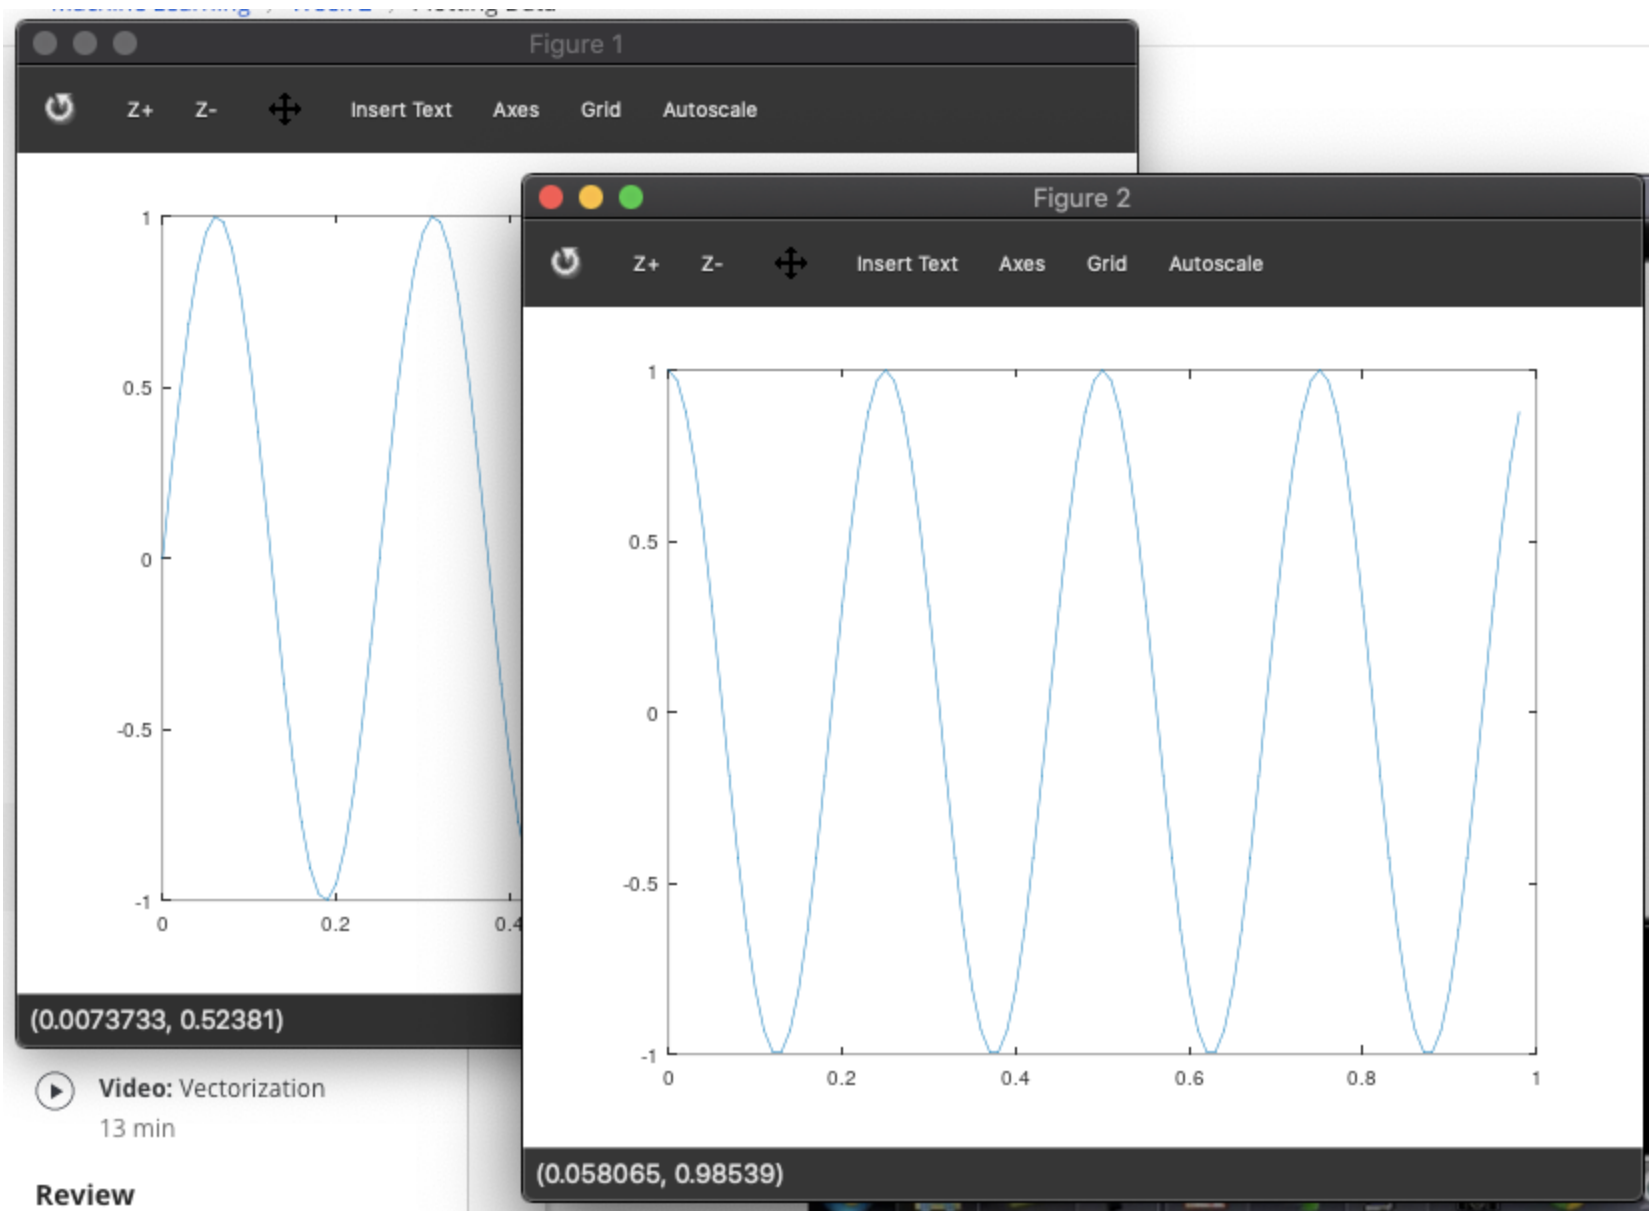 Figure 1
Z+ Z- Insert Text Axes Grid Autoscale
1
0.5
0
-0.5
-1
0 0.2 0.4
(0.0073733, 0.52381)
Figure 2
Z+ Z- Insert Text Axes Grid Autoscale
1
0.5
0
-0.5
-1
0 0.2 0.4 0.6 0.8 1
(0.058065, 0.98539)
Video: Vectorization
13 min
Review